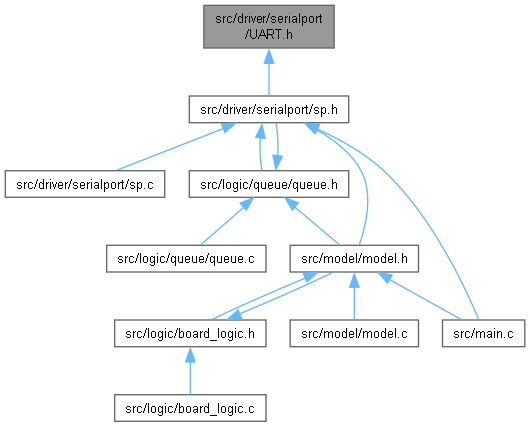 src/driver/serialport
/UART.h
src/driver/serialport/sp.h
src/driver/serialport/sp.c
src/logic/queue/queue.h
src/logic/queue/queue.c
src/model/model.h
src/logic/board_logic.h
src/model/model.c
src/main.c
src/logic/board_logic.c